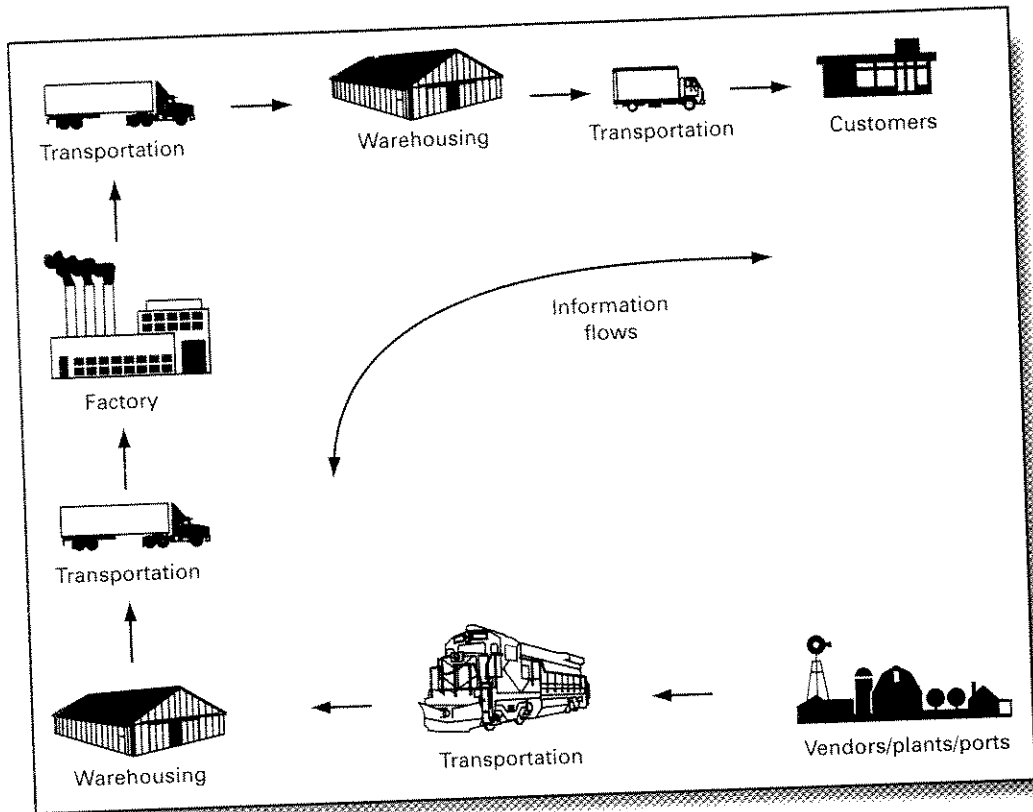 Transportation
Warehousing
Transportation
Customers
Information
flows
Factory
Transportation
Warehousing
Transportation
Vendors/plants/ports